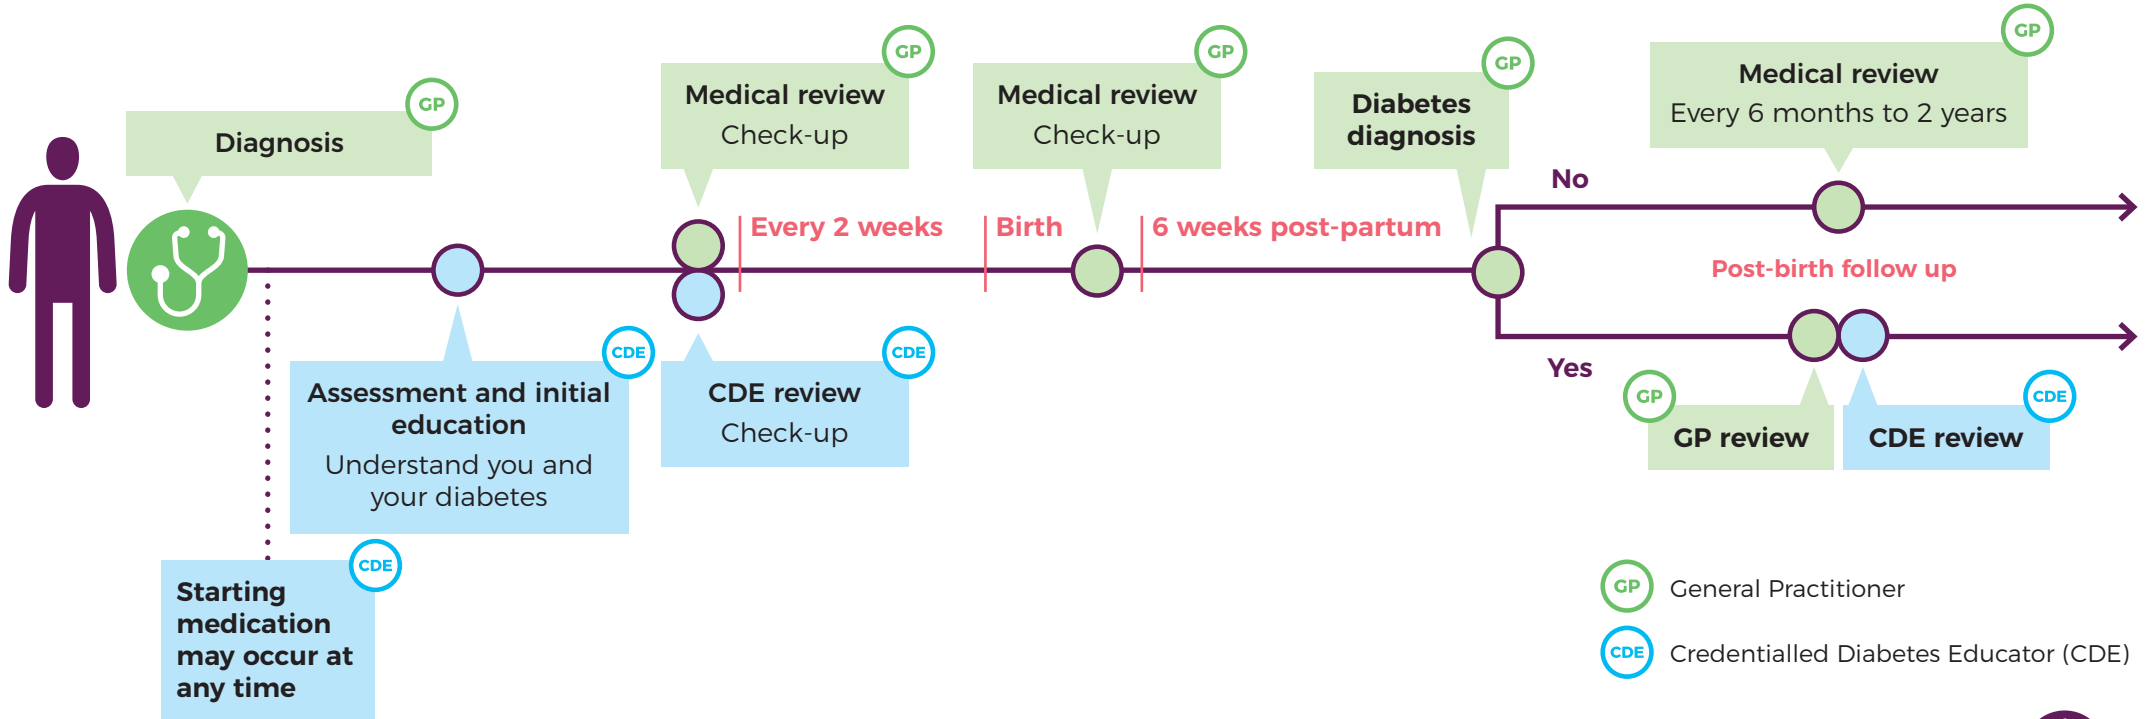 GP
Diagnosis
GP
Medical review
Check-up
GP
Medical review
Check-up
GP
Diabetes
diagnosis
GP
Medical review
Every 6 months to 2 years
No
Every 2 weeks
Birth
6 weeks post-partum
Post-birth follow up
Yes
CDE
Assessment and initial
education
Understand you and
your diabetes
CDE
CDE review
Check-up
GP
GP review
CDE
CDE review
CDE
Starting
medication
may occur at
any time
GP
General Practitioner
CDE
Credentialled Diabetes Educator (CDE)